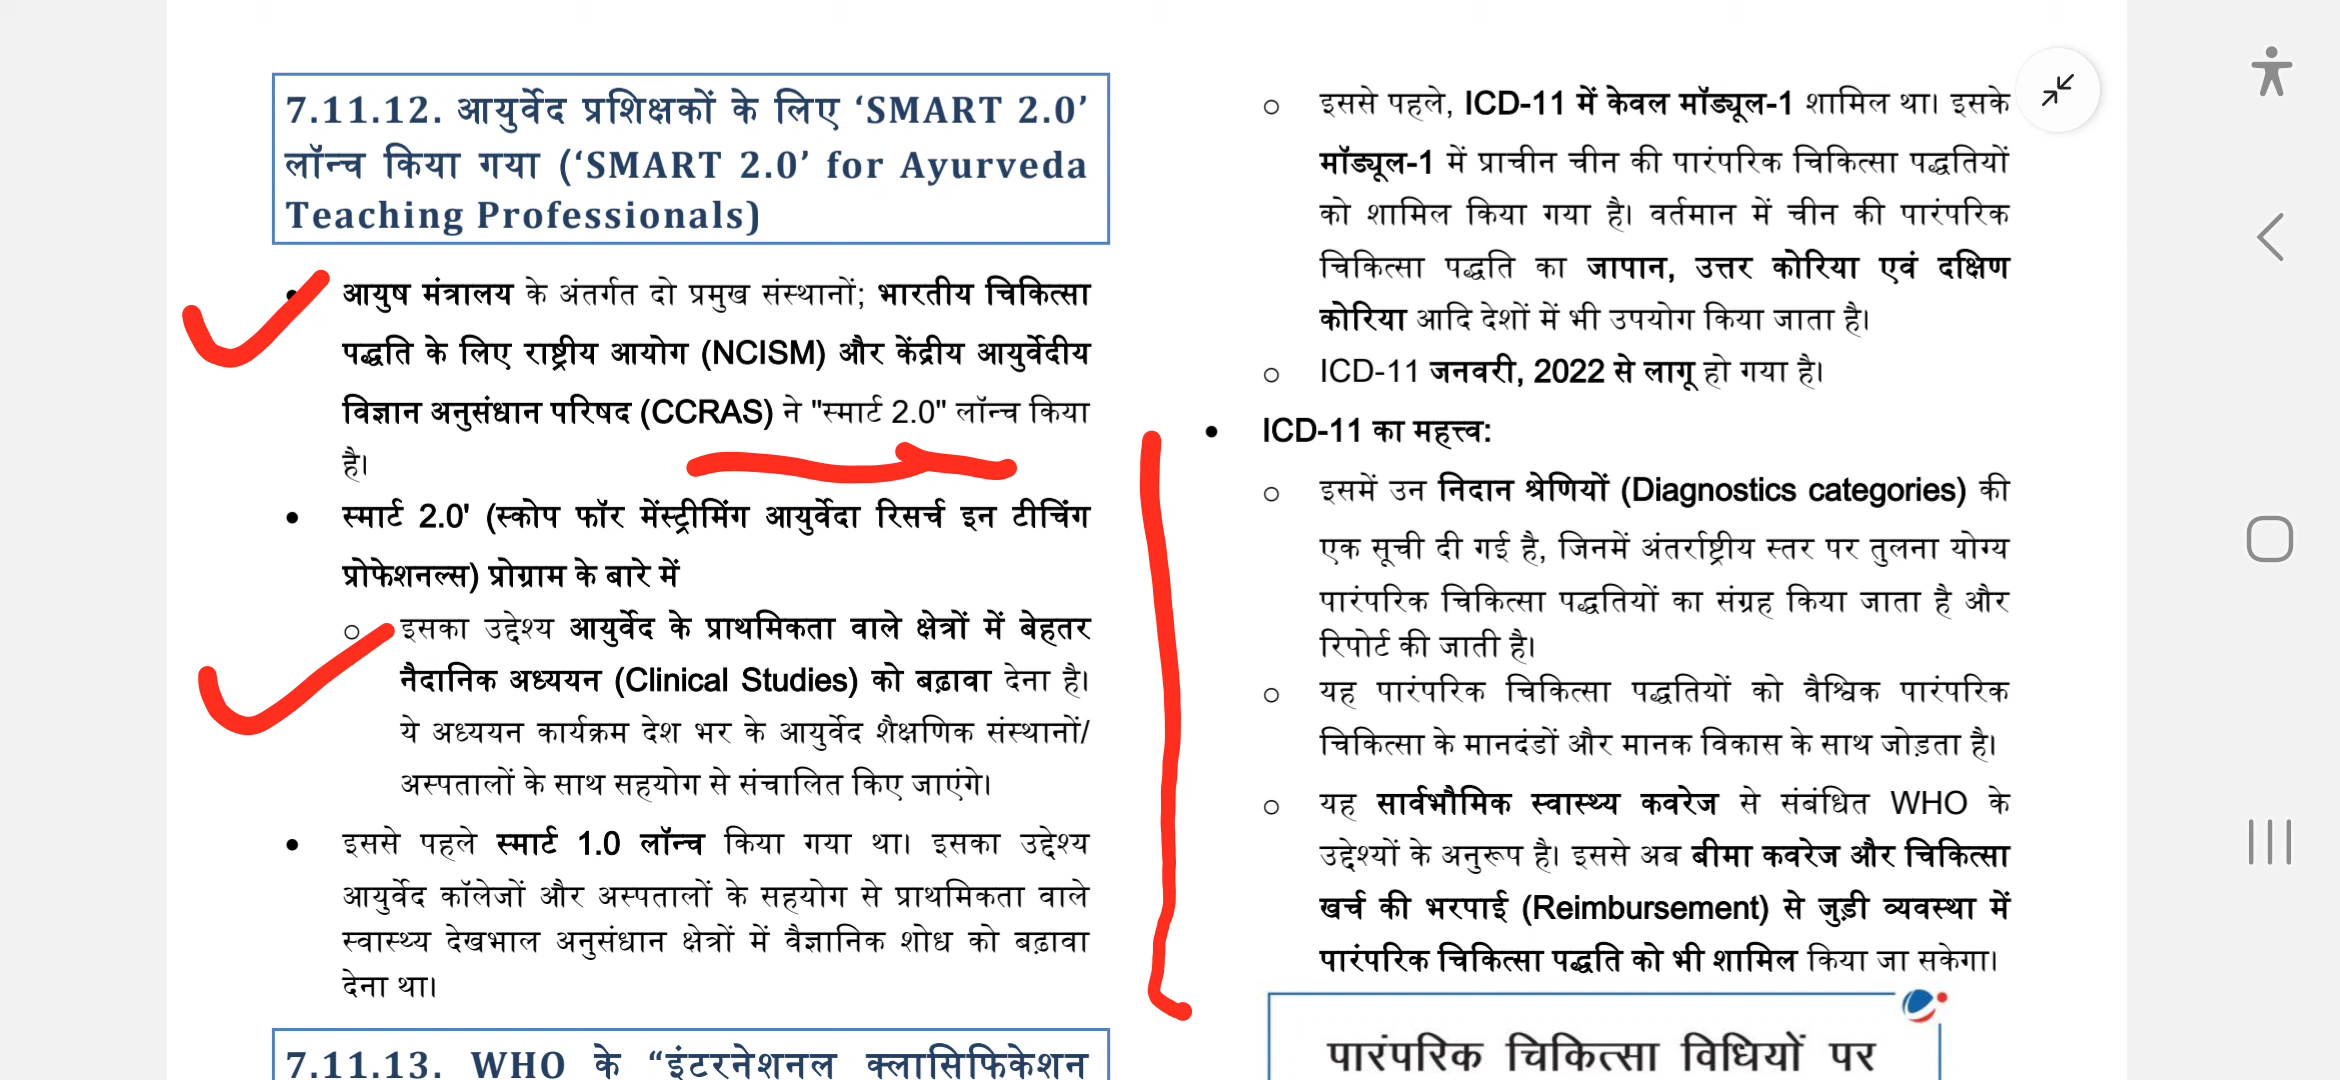 7.11.12. आयुर्वेद प्रशिक्षकों के लिए ‘SMART 2.0’
लॉन्च किया गया (‘SMART 2.0’ for Ayurveda
Teaching Professionals)
• आयुष मंत्रालय के अंतर्गत दो प्रमुख संस्थानों; भारतीय चिकित्सा
पद्धति के लिए राष्ट्रीय आयोग (NCISM) और केंद्रीय आयुर्वेदीय
विज्ञान अनुसंधान परिषद (CCRAS) ने "स्मार्ट 2.0" लॉन्च किया
है।
• स्मार्ट 2.0' (स्कोप फॉर मेंस्ट्रीमिंग आयुर्वेदा रिसर्च इन टीचिंग
प्रोफेशनल्स) प्रोग्राम के बारे में
o इसका उद्देश्य आयुर्वेद के प्राथमिकता वाले क्षेत्रों में बेहतर
नैदानिक अध्ययन (Clinical Studies) को बढ़ावा देना है।
ये अध्ययन कार्यक्रम देश भर के आयुर्वेद शैक्षणिक संस्थानों/
अस्पतालों के साथ सहयोग से संचालित किए जाएंगे।
• इससे पहले स्मार्ट 1.0 लॉन्च किया गया था। इसका उद्देश्य
आयुर्वेद कॉलेजों और अस्पतालों के सहयोग से प्राथमिकता वाले
स्वास्थ्य देखभाल अनुसंधान क्षेत्रों में वैज्ञानिक शोध को बढ़ावा
देना था।
7.11.13. WHO के “इंटरनेशनल क्लासिफिकेशन
o इससे पहले, ICD-11 में केवल मॉड्यूल-1 शामिल था। इसके
मॉड्यूल-1 में प्राचीन चीन की पारंपरिक चिकित्सा पद्धतियों
को शामिल किया गया है। वर्तमान में चीन की पारंपरिक
चिकित्सा पद्धति का जापान, उत्तर कोरिया एवं दक्षिण
कोरिया आदि देशों में भी उपयोग किया जाता है।
o ICD-11 जनवरी, 2022 से लागू हो गया है।
• ICD-11 का महत्त्व:
o इसमें उन निदान श्रेणियों (Diagnostics categories) की
एक सूची दी गई है, जिनमें अंतर्राष्ट्रीय स्तर पर तुलना योग्य
पारंपरिक चिकित्सा पद्धतियों का संग्रह किया जाता है और
रिपोर्ट की जाती है।
o यह पारंपरिक चिकित्सा पद्धतियों को वैश्विक पारंपरिक
चिकित्सा के मानदंडों और मानक विकास के साथ जोड़ता है।
o यह सार्वभौमिक स्वास्थ्य कवरेज से संबंधित WHO के
उद्देश्यों के अनुरूप है। इससे अब बीमा कवरेज और चिकित्सा
खर्च की भरपाई (Reimbursement) से जुड़ी व्यवस्था में
पारंपरिक चिकित्सा पद्धति को भी शामिल किया जा सकेगा।
पारंपरिक चिकित्सा विधियों पर